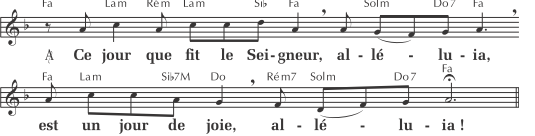 Fa Lam Rém Lam Si♭ Fa Solm Do7 Fa
℟ Ce jour que fit le Sei-gneur, al-lé-lu-ia,
Fa Lam Si♭7M Do Rém7 Solm Do7 Fa
est un jour de joie, al-lé-lu-ia !